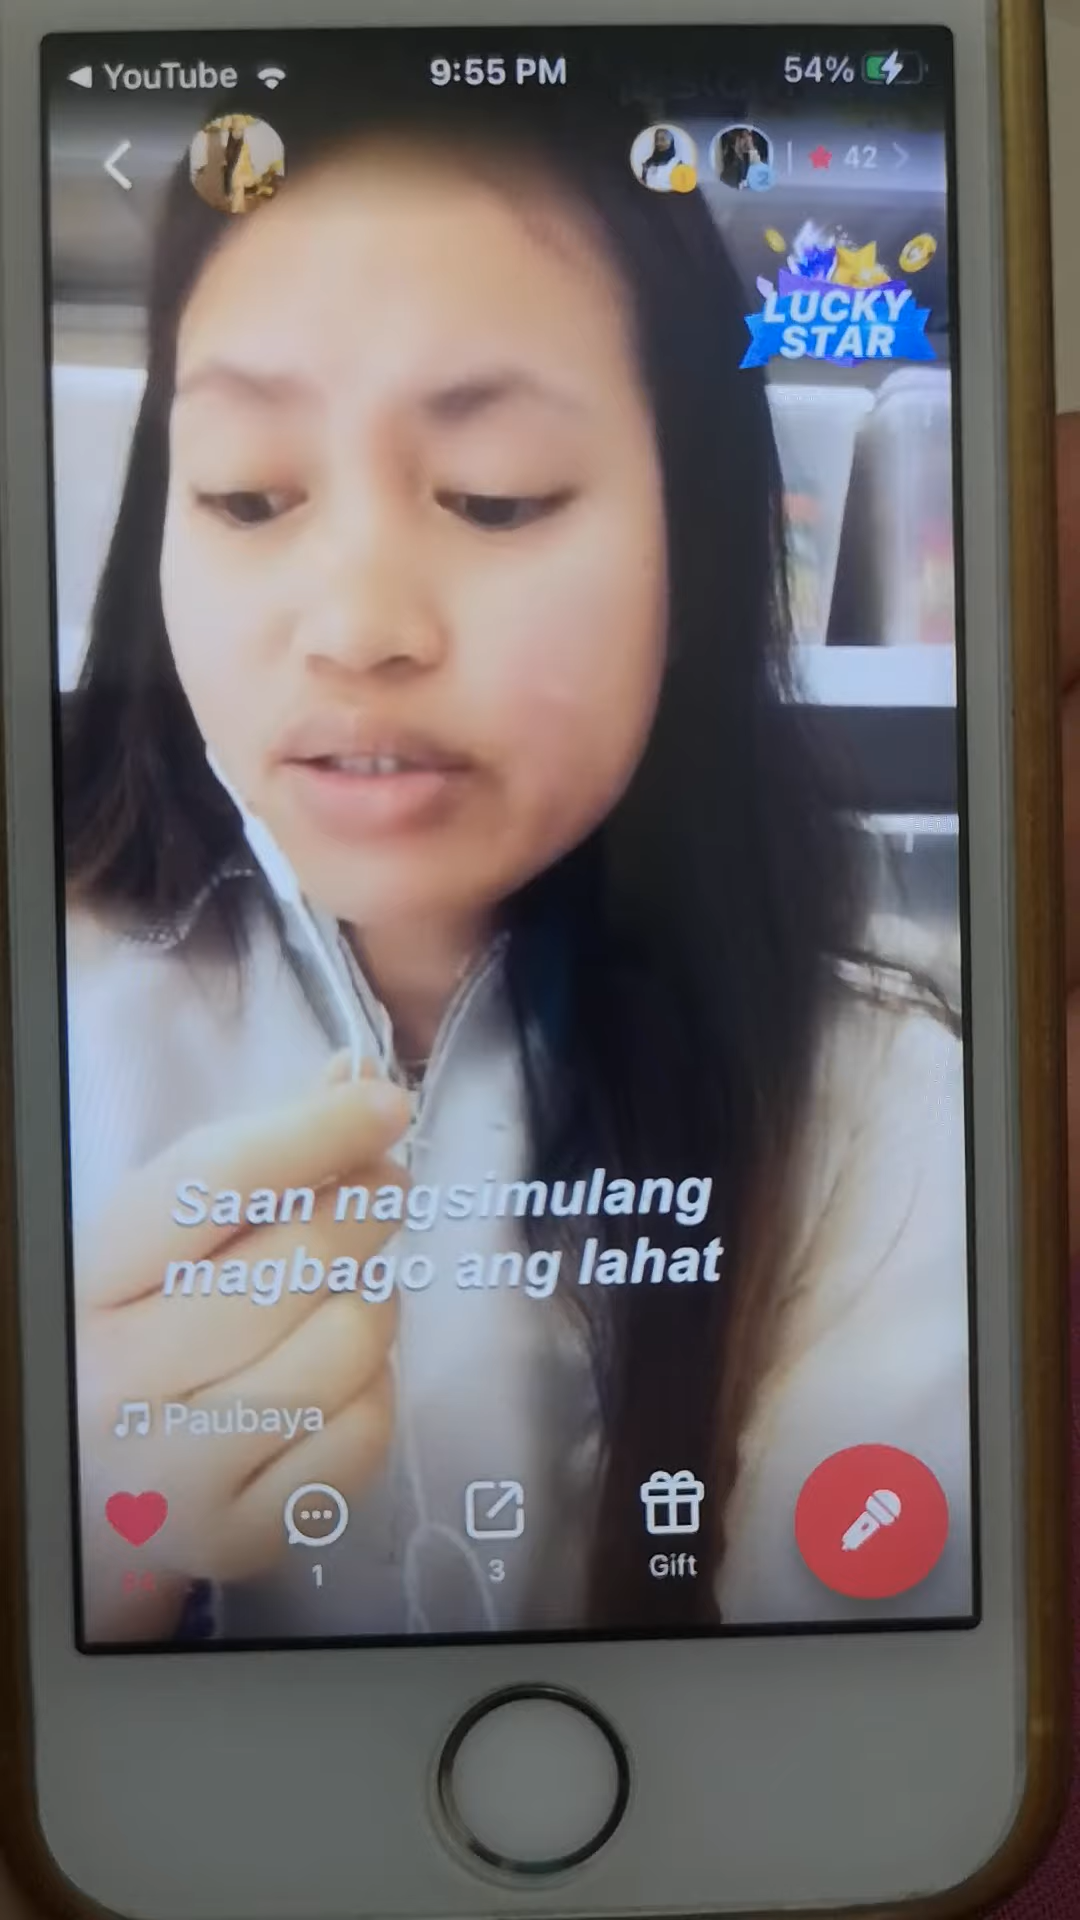 YouTube
9:55 PM
54%
42
LUCKY
STAR
Saan nagsimulang
magbago ang lahat
Paubaya
1
3
Gift